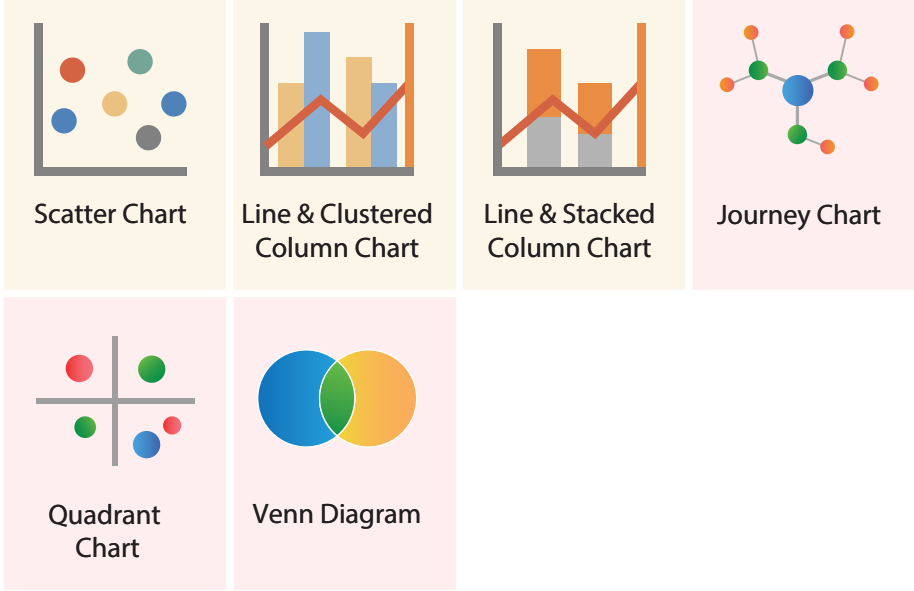 Scatter Chart
Line & Clustered
Column Chart
Line & Stacked
Column Chart
Journey Chart
Quadrant
Chart
Venn Diagram